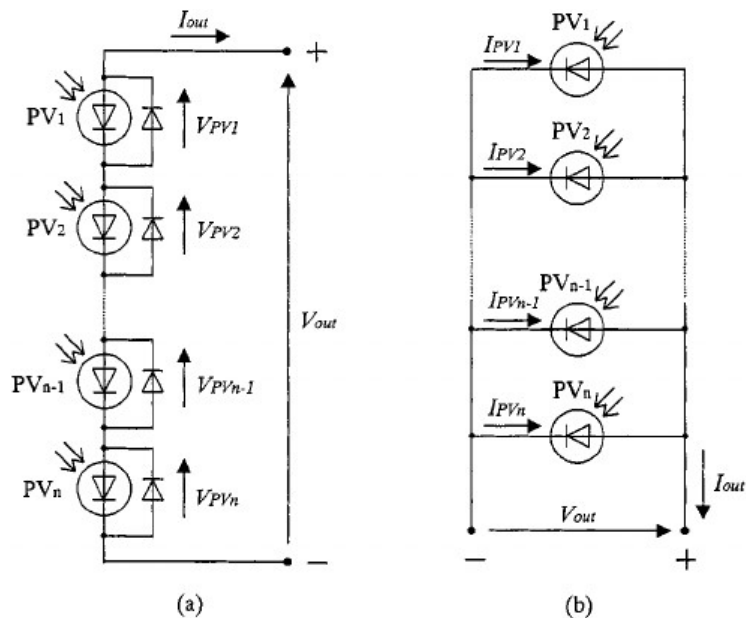 Iout
+
PV1
VPV1
PV2
VPV2
Vout
PVn-1
VPVn-1
PVn
VPVn
−
(a)
PV1
IPV1
PV2
IPV2
PVn-1
IPVn-1
PVn
IPVn
Iout
Vout
− +
(b)